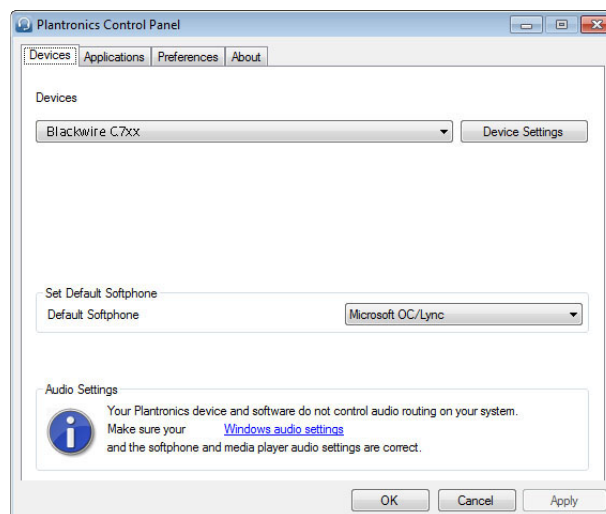 Plantronics Control Panel
Devices Applications Preferences About
Devices
Blackwire C7xx Device Settings
Set Default Softphone
Default Softphone Microsoft OC/Lync
Audio Settings
Your Plantronics device and software do not control audio routing on your system.
Make sure your Windows audio settings
and the softphone and media player audio settings are correct.
OK Cancel Apply